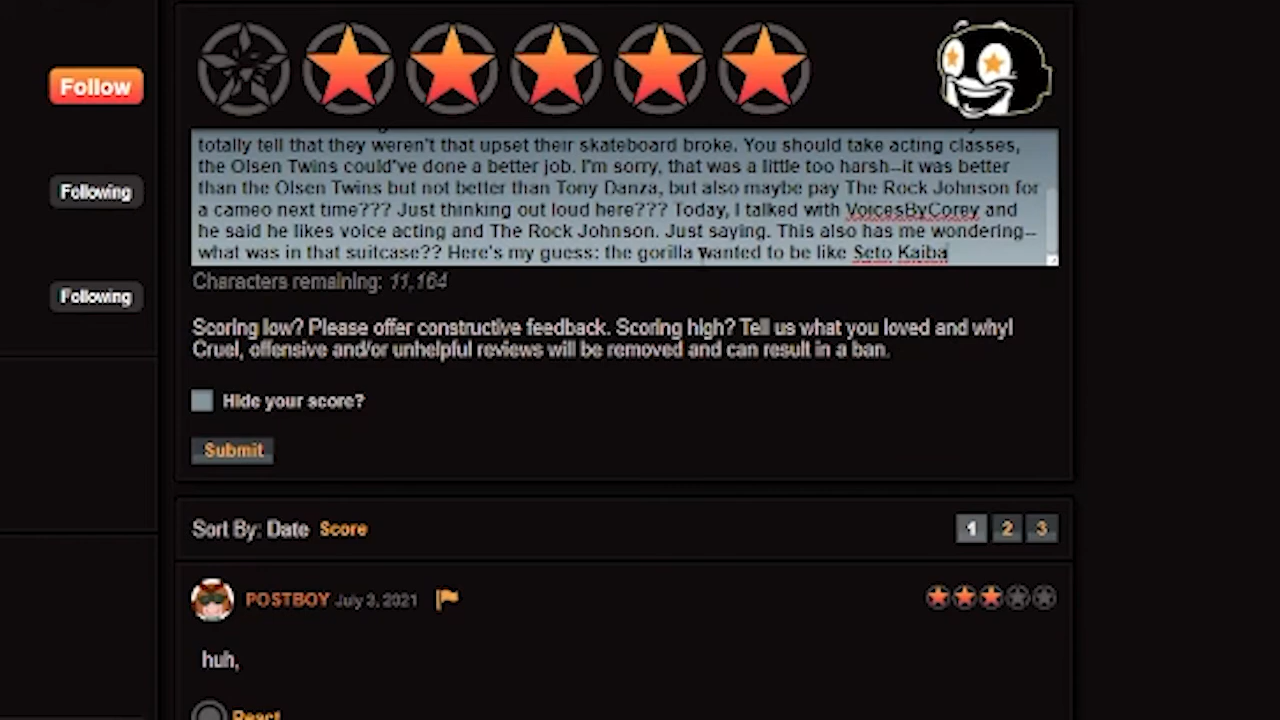 Follow
totally tell that they weren't that upset their skateboard broke. You should take acting classes,
the Olsen Twins could've done a better job. I'm sorry, that was a little too harsh--it was better
Following
than the Olsen Twins but not better than Tony Danza, but also maybe pay The Rock Johnson for
a cameo next time??? Just thinking out loud here??? Today, I talked with VoicesByCorey and
he said he likes voice acting and The Rock Johnson. Just saying. This also has me wondering--
what was in that suitcase?? Here's my guess: the gorilla wanted to be like Seto Kaiba
Characters remaining: 11,164
Following
Scoring low? Please offer constructive feedback. Scoring high? Tell us what you loved and why!
Cruel, offensive and/or unhelpful reviews will be removed and can result in a ban.
Hide your score?
Submit
Sort By: Date Score
1 2 3
POSTBOY July 3, 2021
huh,
React